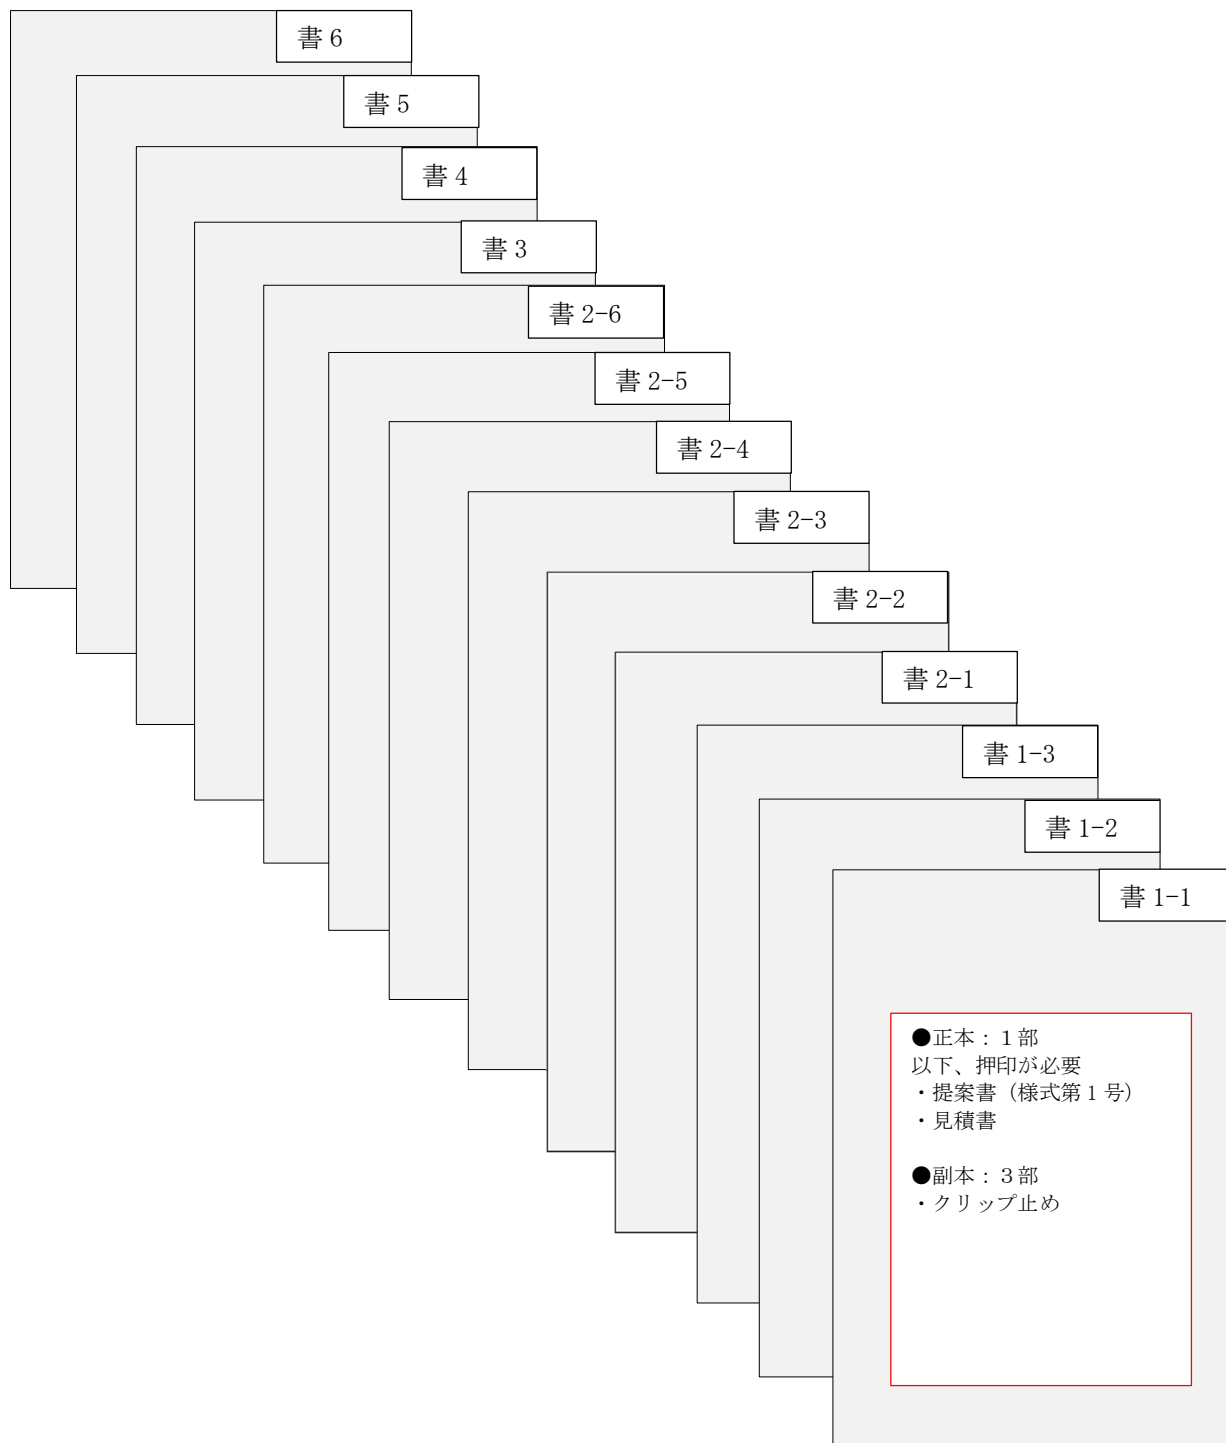 書 6
書 5
書 4
書 3
書 2-6
書 2-5
書 2-4
書 2-3
書 2-2
書 2-1
書 1-3
書 1-2
書 1-1
●正本：１部
以下、押印が必要
・提案書（様式第 1 号）
・見積書
●副本：３部
・クリップ止め